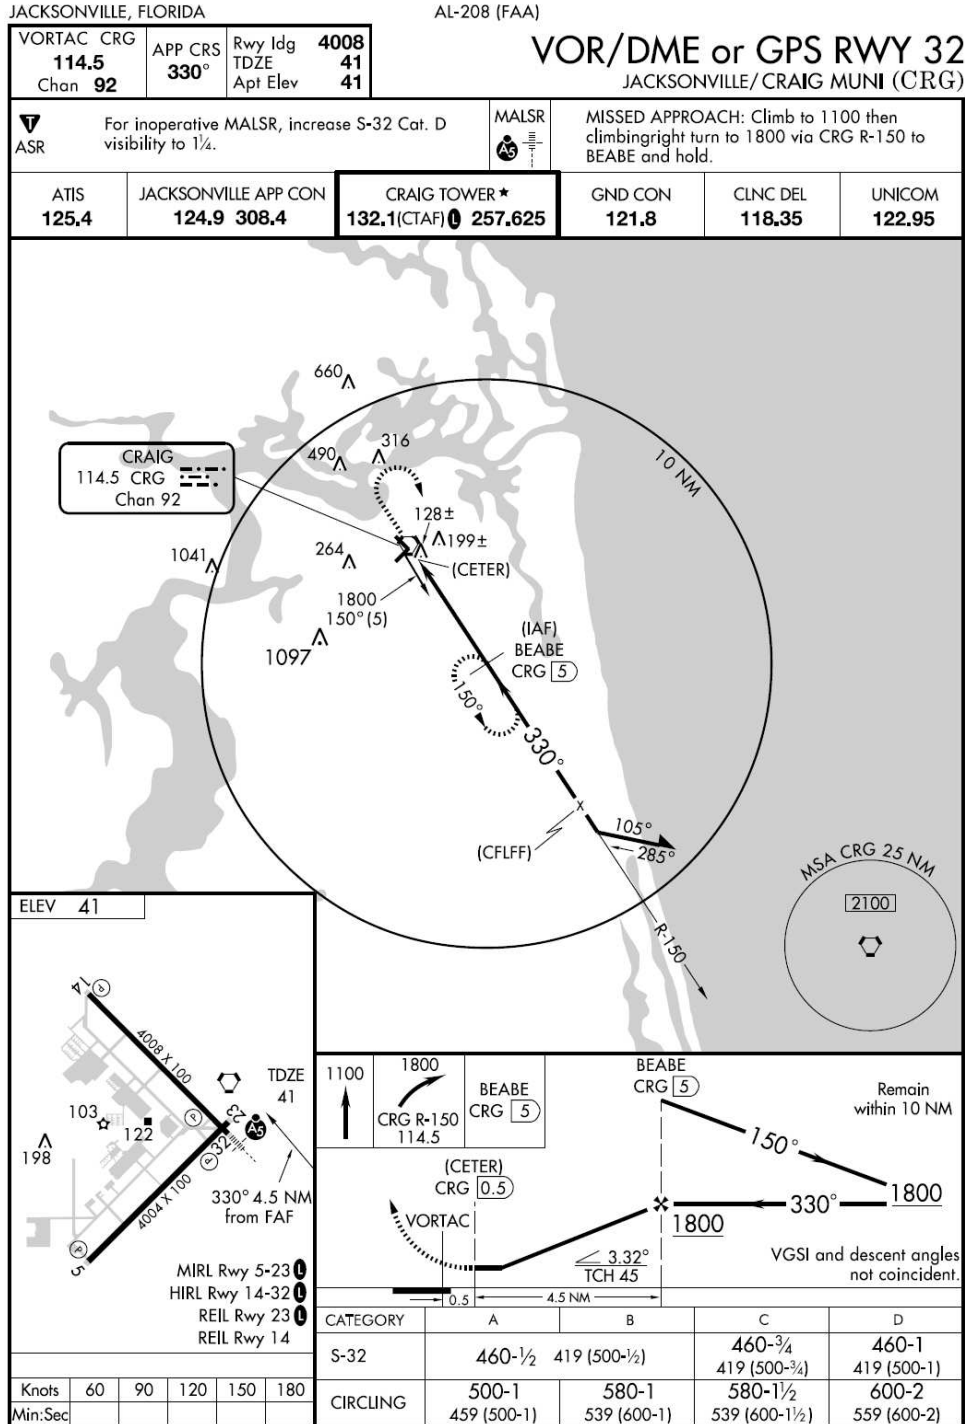 JACKSONVILLE, FLORIDA
AL-208 (FAA)
VORTAC CRG
114.5
Chan 92
APP CRS
330°
Rwy Idg 4008
TDZE 41
Apt Elev 41
VOR/DME or GPS RWY 32
JACKSONVILLE/CRAIG MUNI (CRG)
T
ASR
For inoperative MALSR, increase S-32 Cat. D
visibility to 1¼.
MALSR
A5
MISSED APPROACH: Climb to 1100 then
climbingright turn to 1800 via CRG R-150 to
BEABE and hold.
ATIS
125.4
JACKSONVILLE APP CON
124.9 308.4
CRAIG TOWER★
132.1(CTAF) L 257.625
GND CON
121.8
CLNC DEL
118.35
UNICOM
122.95
660
10 NM
316
490
CRAIG
114.5 CRG
Chan 92
128±
199±
1041
264
(CETER)
1800
150°(5)
1097
(IAF)
BEABE
CRG 5
150°
330°
X
105°
285°
(CFLFF)
R-150
MSA CRG 25 NM
2100
ELEV 41
14
P
4008 X 100
TDZE
41
23
A5
103
122
P
198
32
P
4004 X 100
330° 4.5 NM
from FAF
P
5
MIRL Rwy 5-23 L
HIRL Rwy 14-32 L
REIL Rwy 23 L
REIL Rwy 14
Knots 60 90 120 150 180
Min:Sec
1100
1800
CRG R-150
114.5
BEABE
CRG 5
BEABE
CRG 5
Remain
within 10 NM
150°
(CETER)
CRG 0.5
VORTAC
330°
1800
1800
3.32°
TCH 45
VGSI and descent angles
not coincident.
0.5
4.5 NM
CATEGORY A B C D
S-32 460-½ 419 (500-½) 460-¾ 419 (500-¾) 460-1 419 (500-1)
CIRCLING 500-1 459 (500-1) 580-1 539 (600-1) 580-1½ 539 (600-1½) 600-2 559 (600-2)